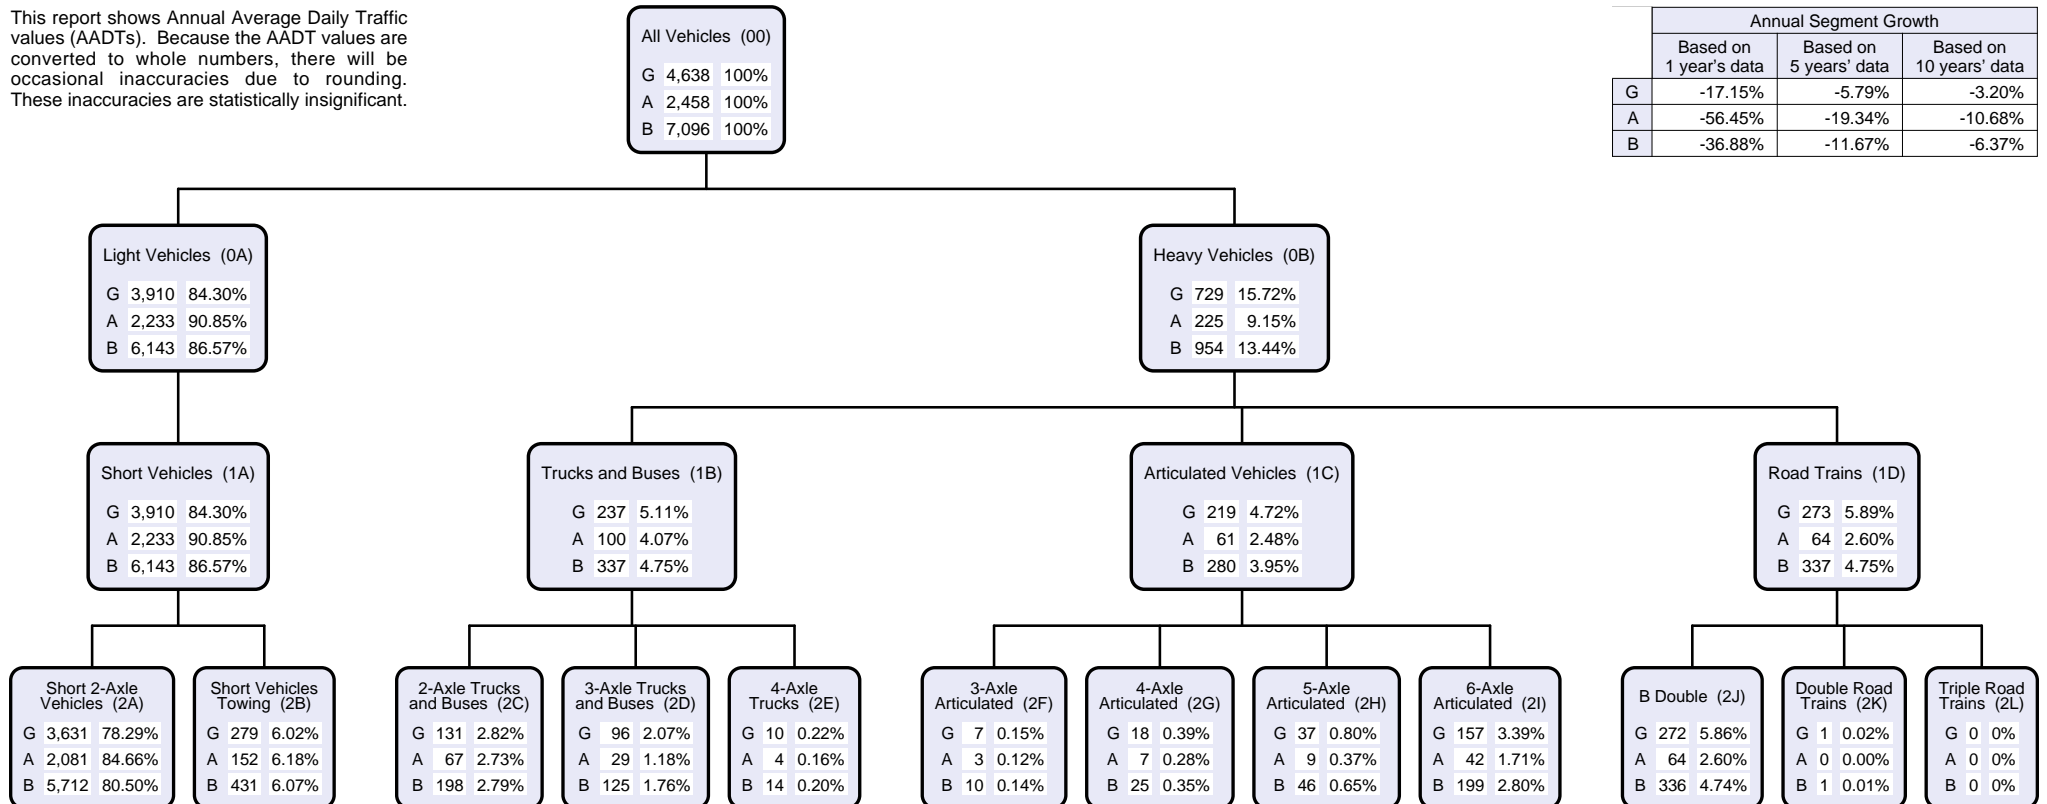 This report shows Annual Average Daily Traffic
values (AADTs). Because the AADT values are
converted to whole numbers, there will be
occasional inaccuracies due to rounding.
These inaccuracies are statistically insignificant.
All Vehicles (00)
G 4,638 100%
A 2,458 100%
B 7,096 100%
Annual Segment Growth
Based on 1 year's data Based on 5 years' data Based on 10 years' data
G -17.15% -5.79% -3.20%
A -56.45% -19.34% -10.68%
B -36.88% -11.67% -6.37%
Light Vehicles (0A)
G 3,910 84.30%
A 2,233 90.85%
B 6,143 86.57%
Heavy Vehicles (0B)
G 729 15.72%
A 225 9.15%
B 954 13.44%
Short Vehicles (1A)
G 3,910 84.30%
A 2,233 90.85%
B 6,143 86.57%
Trucks and Buses (1B)
G 237 5.11%
A 100 4.07%
B 337 4.75%
Articulated Vehicles (1C)
G 219 4.72%
A 61 2.48%
B 280 3.95%
Road Trains (1D)
G 273 5.89%
A 64 2.60%
B 337 4.75%
Short 2-Axle
Vehicles (2A)
G 3,631 78.29%
A 2,081 84.66%
B 5,712 80.50%
Short Vehicles
Towing (2B)
G 279 6.02%
A 152 6.18%
B 431 6.07%
2-Axle Trucks
and Buses (2C)
G 131 2.82%
A 67 2.73%
B 198 2.79%
3-Axle Trucks
and Buses (2D)
G 96 2.07%
A 29 1.18%
B 125 1.76%
4-Axle
Trucks (2E)
G 10 0.22%
A 4 0.16%
B 14 0.20%
3-Axle
Articulated (2F)
G 7 0.15%
A 3 0.12%
B 10 0.14%
4-Axle
Articulated (2G)
G 18 0.39%
A 7 0.28%
B 25 0.35%
5-Axle
Articulated (2H)
G 37 0.80%
A 9 0.37%
B 46 0.65%
6-Axle
Articulated (2I)
G 157 3.39%
A 42 1.71%
B 199 2.80%
B Double (2J)
G 272 5.86%
A 64 2.60%
B 336 4.74%
Double Road
Trains (2K)
G 1 0.02%
A 0 0.00%
B 1 0.01%
Triple Road
Trains (2L)
G 0 0%
A 0 0%
B 0 0%